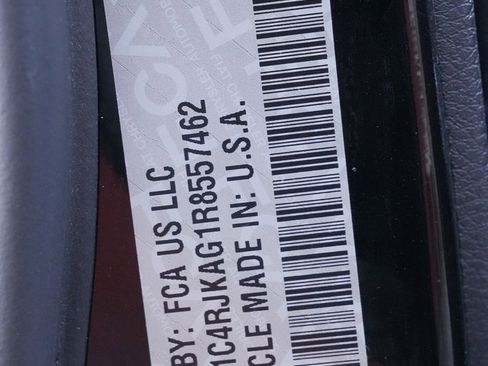 BY: FCA US LLC
1C4RJKAG1R8557462
CLE MADE IN: U.S.A.